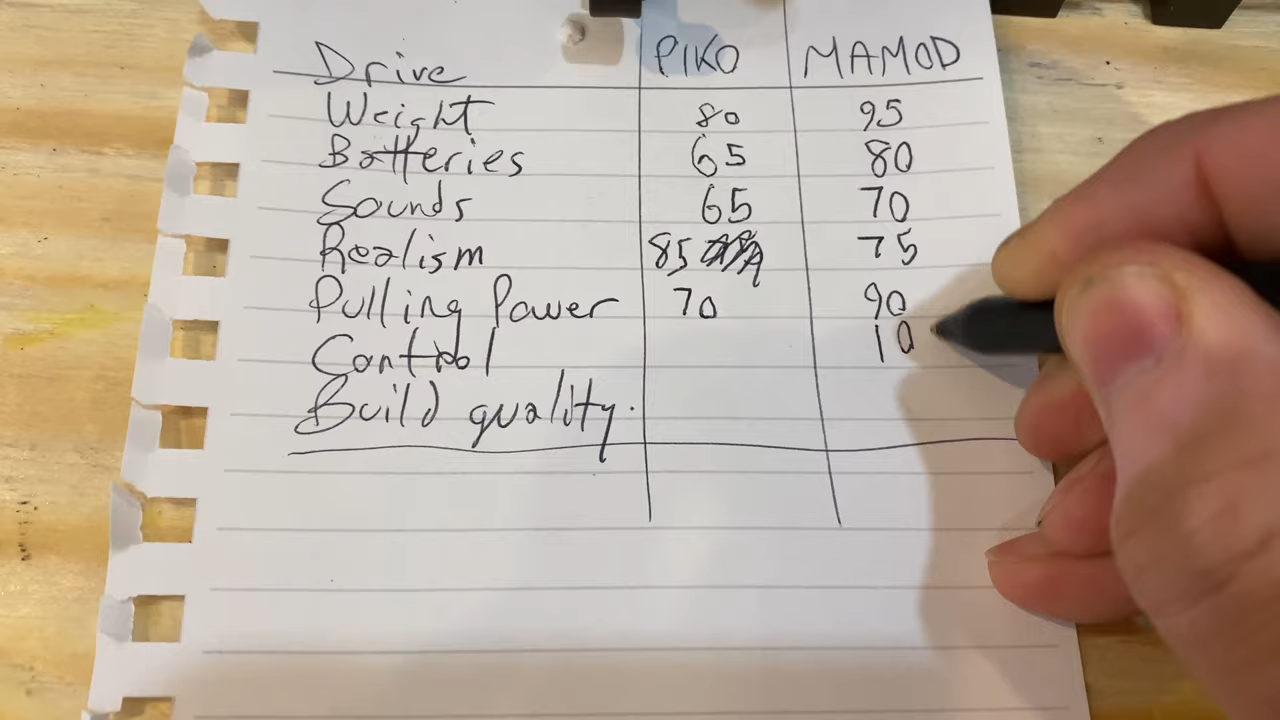 Drive PIKO MAMOD
Weight 80 95
Batteries 65 80
Sounds 65 70
Realism 85 75
Pulling Power 70 90
Control 10
Build quality.